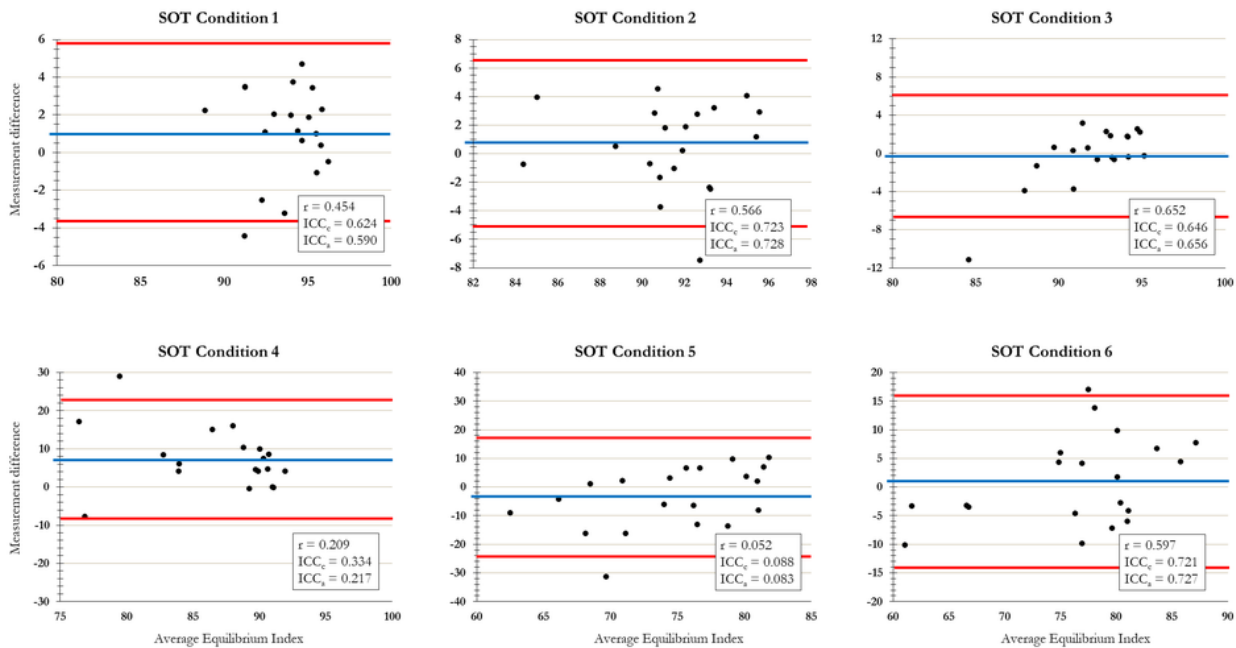 SOT Condition 1
Measurement difference
6
4
2
0
-2
-4
-6
80
85
90
95
100
r = 0.454
ICCc = 0.624
ICCa = 0.590
SOT Condition 2
8
6
4
2
0
-2
-4
-6
-8
82
84
86
88
90
92
94
96
98
r = 0.566
ICCc = 0.723
ICCa = 0.728
SOT Condition 3
12
8
4
0
-4
-8
-12
80
85
90
95
100
r = 0.652
ICCc = 0.646
ICCa = 0.656
SOT Condition 4
Measurement difference
30
20
10
0
-10
-20
-30
75
80
85
90
95
100
r = 0.209
ICCc = 0.334
ICCa = 0.217
Average Equilibrium Index
SOT Condition 5
40
30
20
10
0
-10
-20
-30
-40
60
65
70
75
80
85
r = 0.052
ICCc = 0.088
ICCa = 0.083
Average Equilibrium Index
SOT Condition 6
20
15
10
5
0
-5
-10
-15
-20
60
65
70
75
80
85
90
r = 0.597
ICCc = 0.721
ICCa = 0.727
Average Equilibrium Index